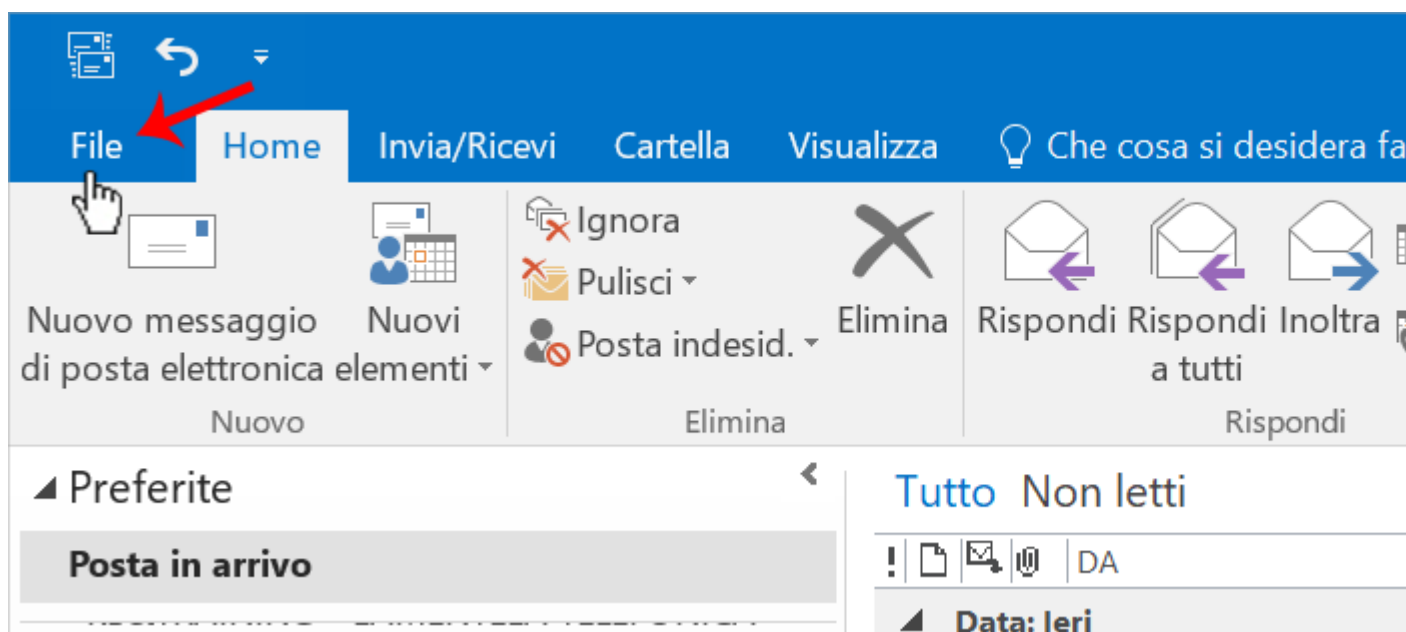 File Home Invia/Ricevi Cartella Visualizza Che cosa si desidera fa
Ignora
Pulisci
Posta indesid.
Nuovo messaggio
di posta elettronica
Nuovi
elementi
Elimina
Rispondi
Rispondi
a tutti
Inoltra
Nuovo Elimina Rispondi
Preferite
Posta in arrivo
Tutto Non letti
! DA
Data: Ieri